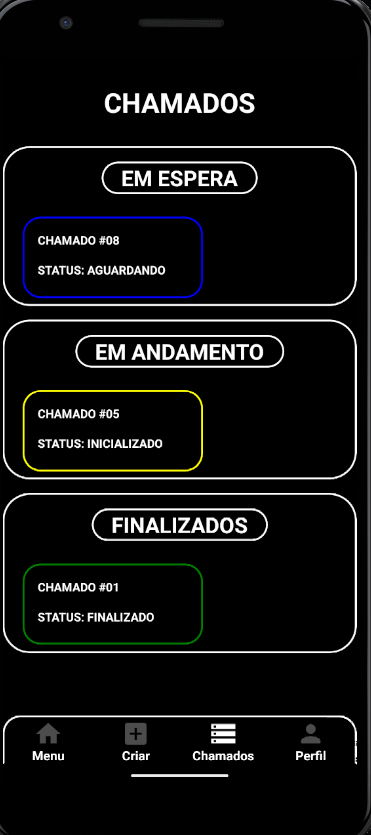 CHAMADOS
EM ESPERA
CHAMADO #08
STATUS: AGUARDANDO
EM ANDAMENTO
CHAMADO #05
STATUS: INICIALIZADO
FINALIZADOS
CHAMADO #01
STATUS: FINALIZADO
Menu Criar Chamados Perfil